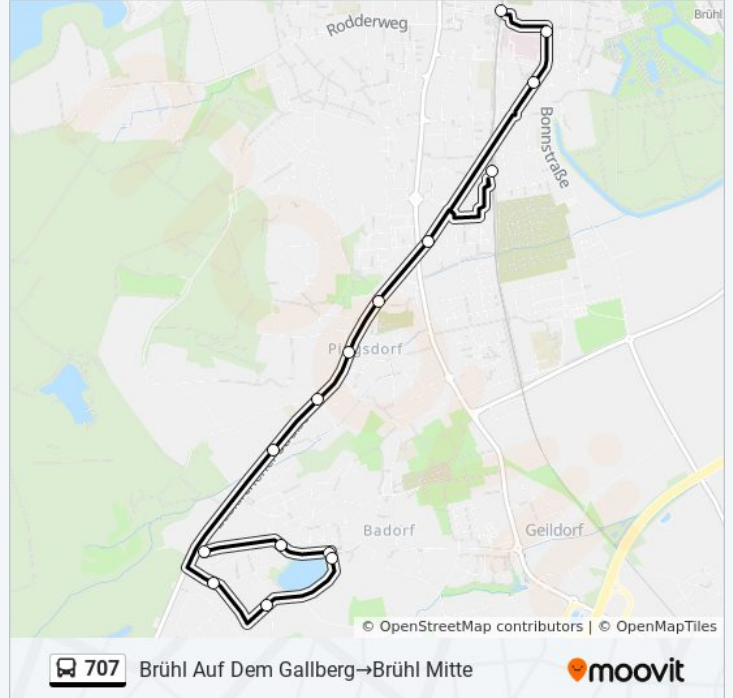 Rodderweg
Brühl
Bonnstraße
Pingsdorf
Badorf
Geildorf
© OpenStreetMap contributors | © OpenMapTiles
707 Brühl Auf Dem Gallberg→Brühl Mitte
moovit